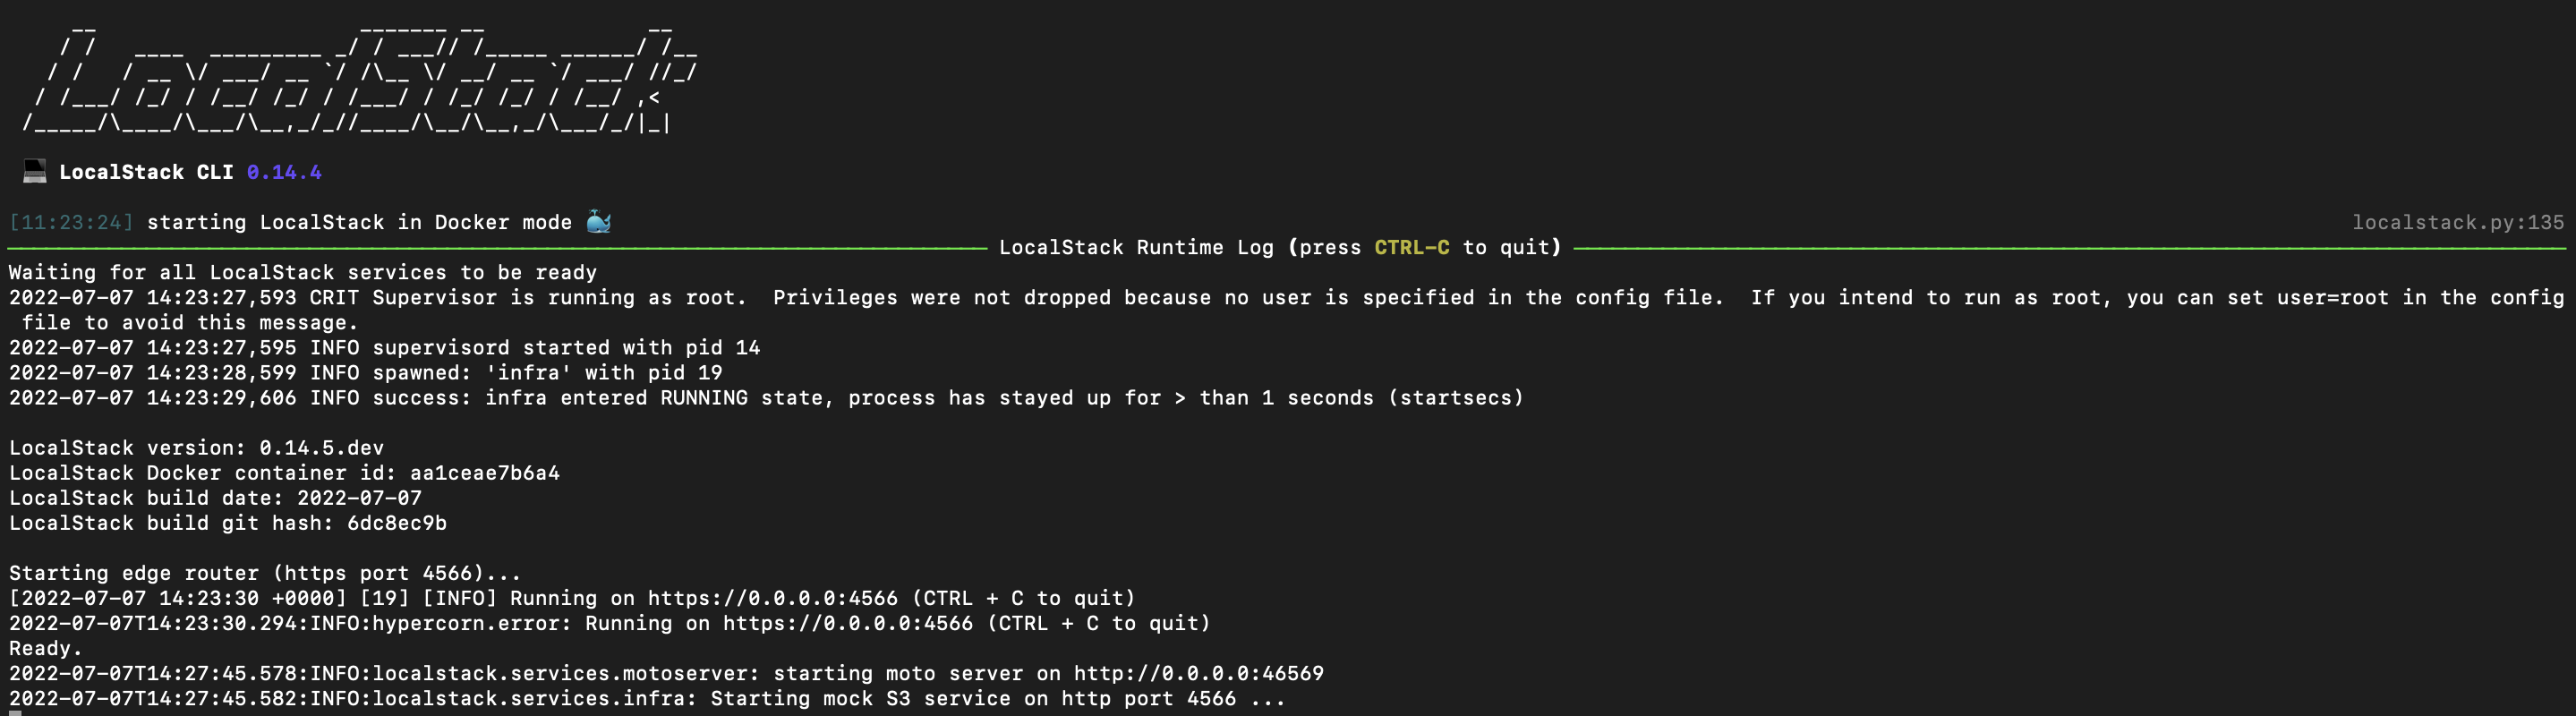 __                     _______ __             __
    / /   ____  _________ _/ / ___// /_____ ______/ /__
   / /   / __ \/ ___/ __ `/ /\__ \/ __/ __ `/ ___/ //_/
  / /___/ /_/ / /__/ /_/ / /___/ / /_/ /_/ / /__/ ,<
 /_____/\____/\___/\__,_/_//____/\__/\__,_/\___/_/|_|
💻 LocalStack CLI 0.14.4
[11:23:24] starting LocalStack in Docker mode 🐳 localstack.py:135
LocalStack Runtime Log (press CTRL-C to quit)
Waiting for all LocalStack services to be ready
2022-07-07 14:23:27,593 CRIT Supervisor is running as root.  Privileges were not dropped because no user is specified in the config file.  If you intend to run as root, you can set user=root in the config
 file to avoid this message.
2022-07-07 14:23:27,595 INFO supervisord started with pid 14
2022-07-07 14:23:28,599 INFO spawned: 'infra' with pid 19
2022-07-07 14:23:29,606 INFO success: infra entered RUNNING state, process has stayed up for > than 1 seconds (startsecs)
LocalStack version: 0.14.5.dev
LocalStack Docker container id: aa1ceae7b6a4
LocalStack build date: 2022-07-07
LocalStack build git hash: 6dc8ec9b
Starting edge router (https port 4566)...
[2022-07-07 14:23:30 +0000] [19] [INFO] Running on https://0.0.0.0:4566 (CTRL + C to quit)
2022-07-07T14:23:30.294:INFO:hypercorn.error: Running on https://0.0.0.0:4566 (CTRL + C to quit)
Ready.
2022-07-07T14:27:45.578:INFO:localstack.services.motoserver: starting moto server on http://0.0.0.0:46569
2022-07-07T14:27:45.582:INFO:localstack.services.infra: Starting mock S3 service on http port 4566 ...